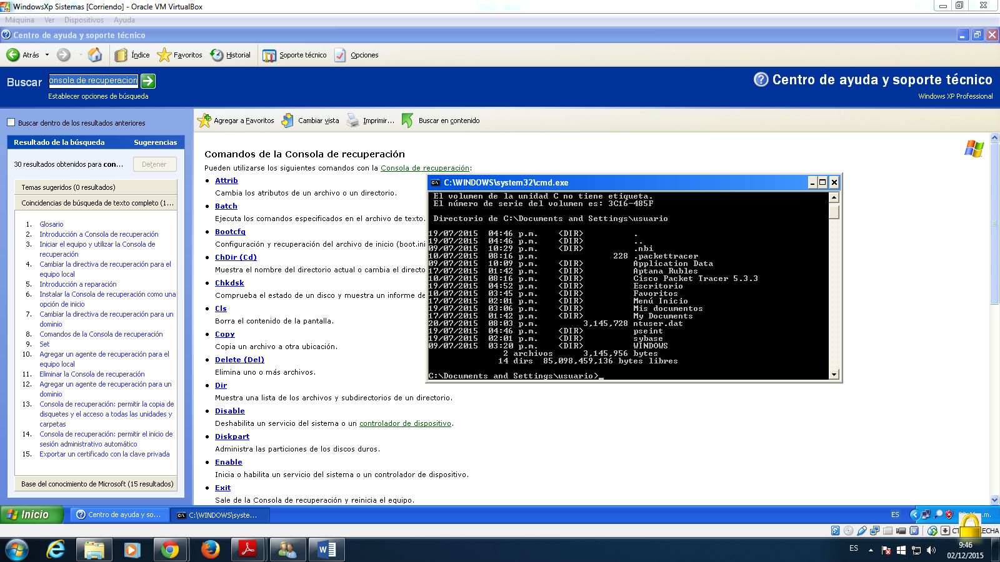 WindowsXp Sistemas [Corriendo] - Oracle VM VirtualBox
Máquina Ver Dispositivos Ayuda
Centro de ayuda y soporte técnico
Atrás Índice Favoritos Historial Soporte técnico Opciones
Buscar onsola de recuperacion
Establecer opciones de búsqueda
Centro de ayuda y soporte técnico
Windows XP Professional
Buscar dentro de los resultados anteriores
Resultado de la búsqueda Sugerencias
30 resultados obtenidos para con... Detener
Temas sugeridos (0 resultados)
Coincidencias de búsqueda de texto completo (1...
1. Glosario
2. Introducción a Consola de recuperación
3. Iniciar el equipo y utilizar la Consola de
recuperación
4. Cambiar la directiva de recuperación para el
equipo local
5. Introducción a reparación
6. Instalar la Consola de recuperación como una
opción de inicio
7. Cambiar la directiva de recuperación para un
dominio
8. Comandos de la Consola de recuperación
9. Set
10. Agregar un agente de recuperación para el
equipo local
11. Eliminar la Consola de recuperación
12. Agregar un agente de recuperación para un
dominio
13. Consola de recuperación: permitir la copia de
disquetes y el acceso a todas las unidades y
carpetas
14. Consola de recuperación: permitir el inicio de
sesión administrativo automático
15. Exportar un certificado con la clave privada
Base del conocimiento de Microsoft (15 resultados)
Agregar a Favoritos Cambiar vista Imprimir... Buscar en contenido
Comandos de la Consola de recuperación
Pueden utilizarse los siguientes comandos con la Consola de recuperación:
Attrib
Cambia los atributos de un archivo o un directorio.
Batch
Ejecuta los comandos especificados en el archivo de texto.
Bootcfg
Configuración y recuperación del archivo de inicio (boot.ini
ChDir (Cd)
Muestra el nombre del directorio actual o cambia el directo
Chkdsk
Comprueba el estado de un disco y muestra un informe de
Cls
Borra el contenido de la pantalla.
Copy
Copia un archivo a otra ubicación.
Delete (Del)
Elimina uno o más archivos.
Dir
Muestra una lista de los archivos y subdirectorios de un directorio.
Disable
Deshabilita un servicio del sistema o un controlador de dispositivo.
Diskpart
Administra las particiones de los discos duros.
Enable
Inicia o habilita un servicio del sistema o un controlador de dispositivo.
Exit
Sale de la Consola de recuperación y reinicia el equipo.
C:\WINDOWS\system32\cmd.exe
El volumen de la unidad C no tiene etiqueta.
El número de serie del volumen es: 3C16-485F
Directorio de C:\Documents and Settings\usuario
19/07/2015 04:46 p.m. <DIR> .
19/07/2015 04:46 p.m. <DIR> ..
09/07/2015 10:29 p.m. <DIR> .nbi
10/07/2015 08:16 p.m. 228 .packettracer
09/07/2015 10:09 p.m. <DIR> Application Data
17/07/2015 01:42 p.m. <DIR> Aptana Rubles
10/07/2015 08:16 p.m. <DIR> Cisco Packet Tracer 5.3.3
19/07/2015 04:52 p.m. <DIR> Escritorio
10/07/2015 03:45 p.m. <DIR> Favoritos
17/07/2015 02:01 p.m. <DIR> Menú Inicio
19/07/2015 03:06 p.m. <DIR> Mis documentos
17/07/2015 01:42 p.m. <DIR> My Documents
20/07/2015 08:03 p.m. 3,145,728 ntuser.dat
19/07/2015 04:46 p.m. <DIR> pseint
19/07/2015 02:01 p.m. <DIR> sybase
09/07/2015 03:20 p.m. <DIR> WINDOWS
2 archivos 3,145,956 bytes
14 dirs 85,098,459,136 bytes libres
C:\Documents and Settings\usuario>_
Inicio Centro de ayuda y so... C:\WINDOWS\syste... ES
ES 9:46
02/12/2015